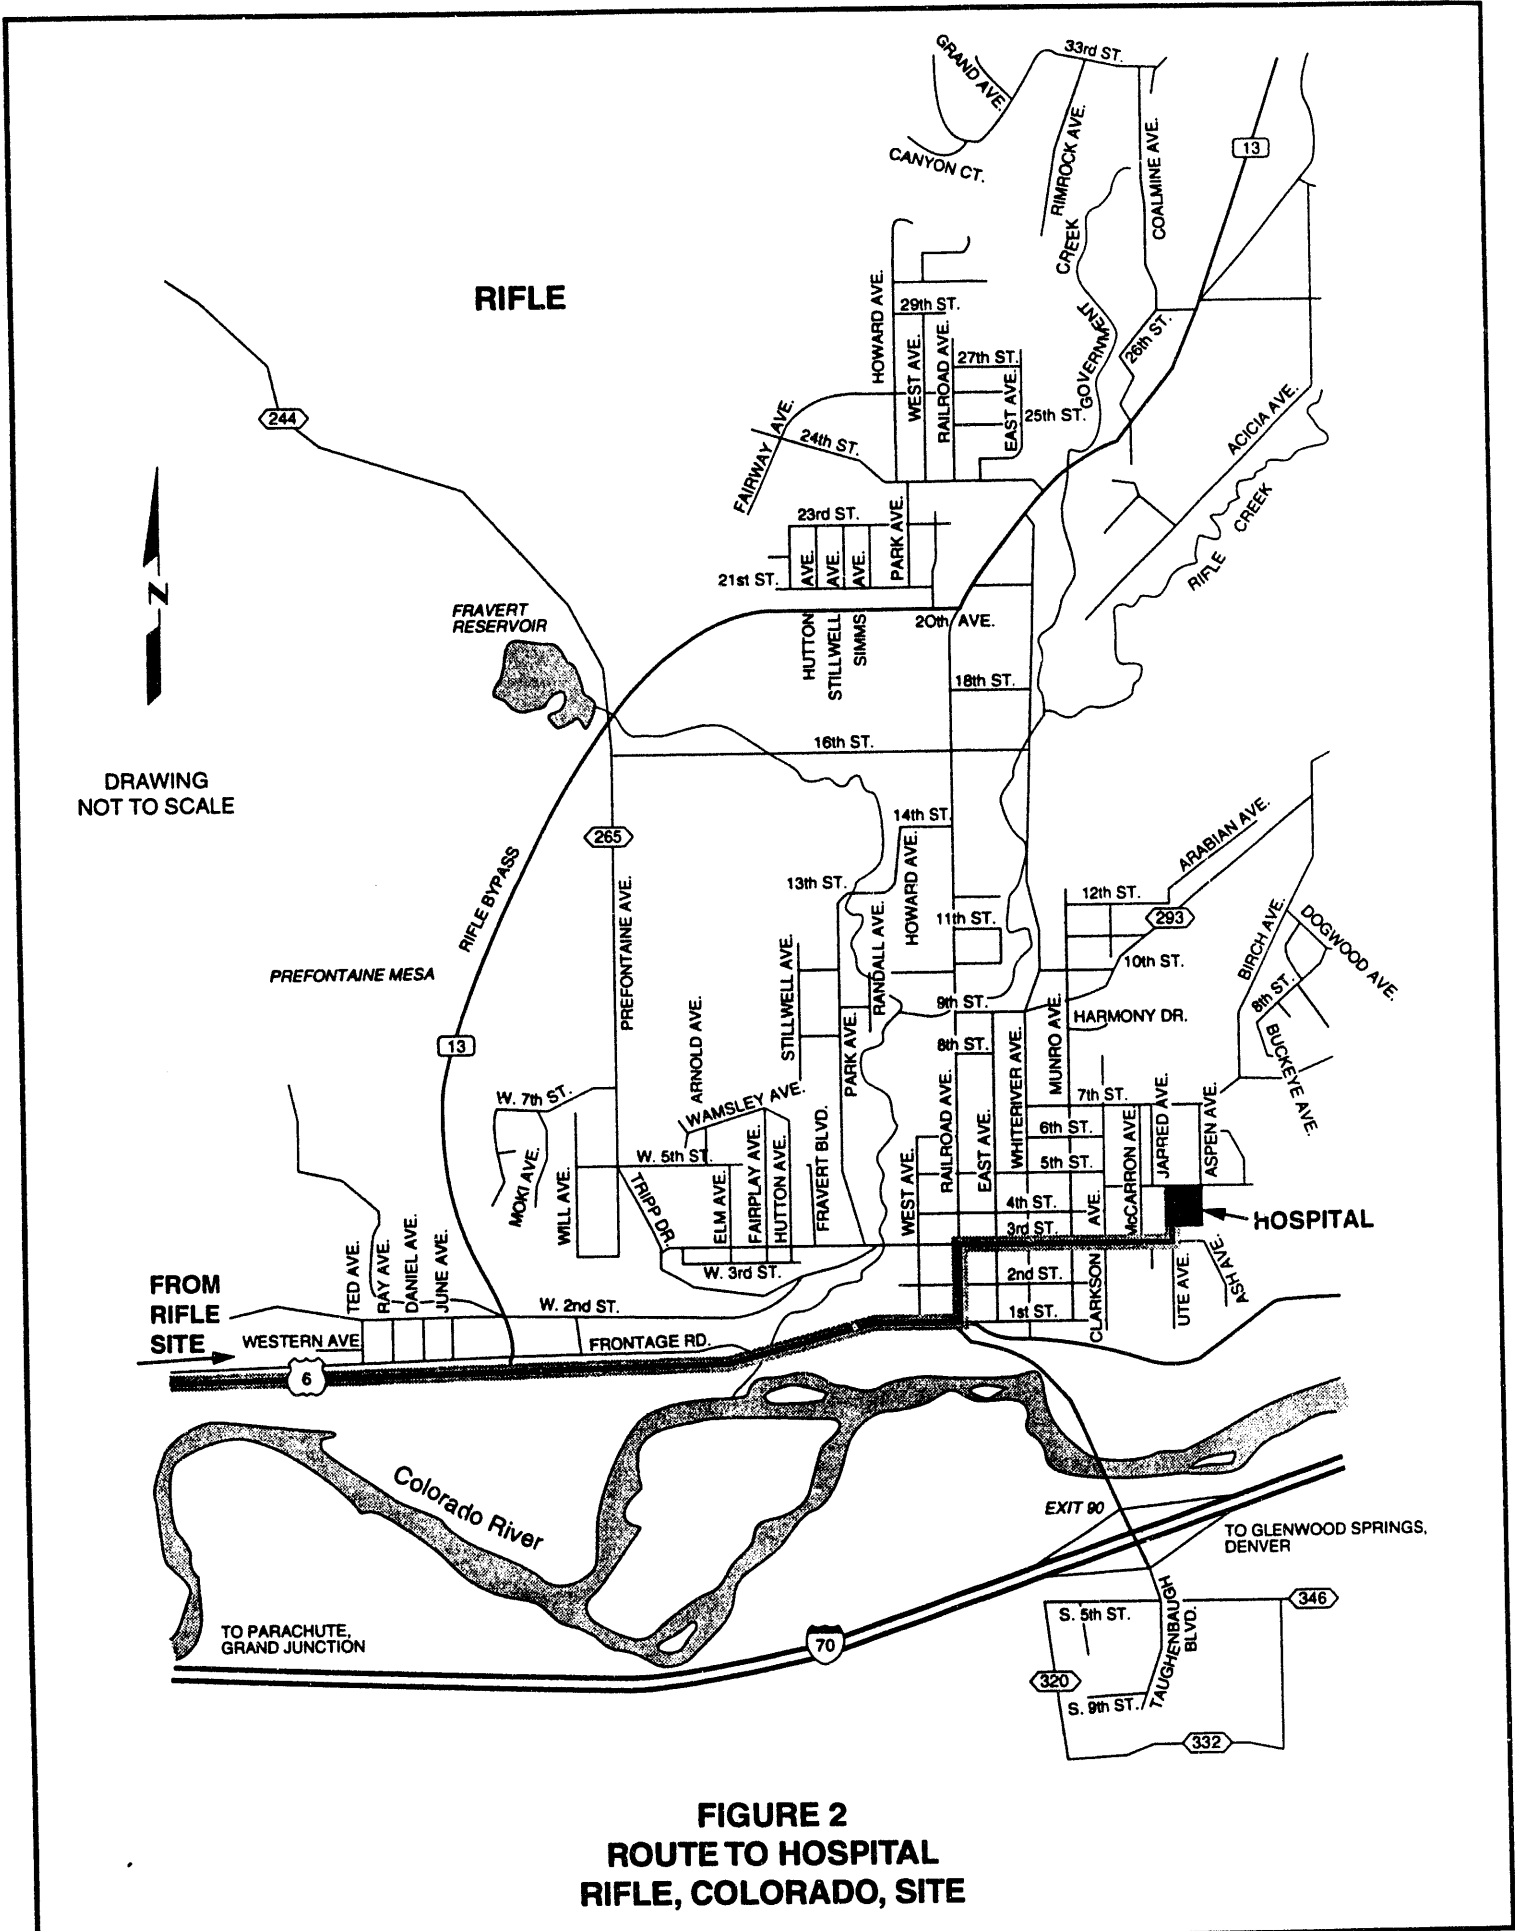 GRAND AVE.
33rd ST.
CANYON CT.
RIMROCK AVE.
COALMINE AVE.
13
GOVERNMENT CREEK
RIFLE
HOWARD AVE.
29th ST.
WEST AVE.
RAILROAD AVE.
27th ST.
EAST AVE.
25th ST.
26th ST.
244
FAIRWAY AVE.
24th ST.
ACICIA AVE.
RIFLE CREEK
23rd ST.
PARK AVE.
21st ST.
HUTTON AVE.
STILLWELL AVE.
SIMMS AVE.
20th AVE.
N
FRAVERT
RESERVOIR
18th ST.
16th ST.
DRAWING
NOT TO SCALE
265
14th ST.
HOWARD AVE.
13th ST.
RIFLE BYPASS
PREFONTAINE AVE.
RANDALL AVE.
11th ST.
12th ST.
ARABIAN AVE.
293
10th ST.
BIRCH AVE.
DOGWOOD AVE.
8th ST.
BUCKEYE AVE.
PREFONTAINE MESA
STILLWELL AVE.
9th ST.
HARMONY DR.
MUNRO AVE.
13
ARNOLD AVE.
PARK AVE.
8th ST.
WHITERIVER AVE.
RAILROAD AVE.
EAST AVE.
W. 7th ST.
WAMSLEY AVE.
7th ST.
6th ST.
5th ST.
4th ST.
3rd ST.
2nd ST.
1st ST.
McCARRON AVE.
JARRED AVE.
ASPEN AVE.
W. 5th ST.
MOKI AVE.
WILL AVE.
TRIPP DR.
ELM AVE.
FAIRPLAY AVE.
HUTTON AVE.
FRAVERT BLVD.
WEST AVE.
CLARKSON AVE.
HOSPITAL
UTE AVE.
ASH AVE.
W. 3rd ST.
W. 2nd ST.
TED AVE.
RAY AVE.
DANIEL AVE.
JUNE AVE.
FROM
RIFLE
SITE
WESTERN AVE
FRONTAGE RD.
6
Colorado River
EXIT 90
TO GLENWOOD SPRINGS,
DENVER
TO PARACHUTE,
GRAND JUNCTION
70
S. 5th ST.
346
TAUGHENBAUGH
BLVD.
320
S. 9th ST.
332
FIGURE 2
ROUTE TO HOSPITAL
RIFLE, COLORADO, SITE